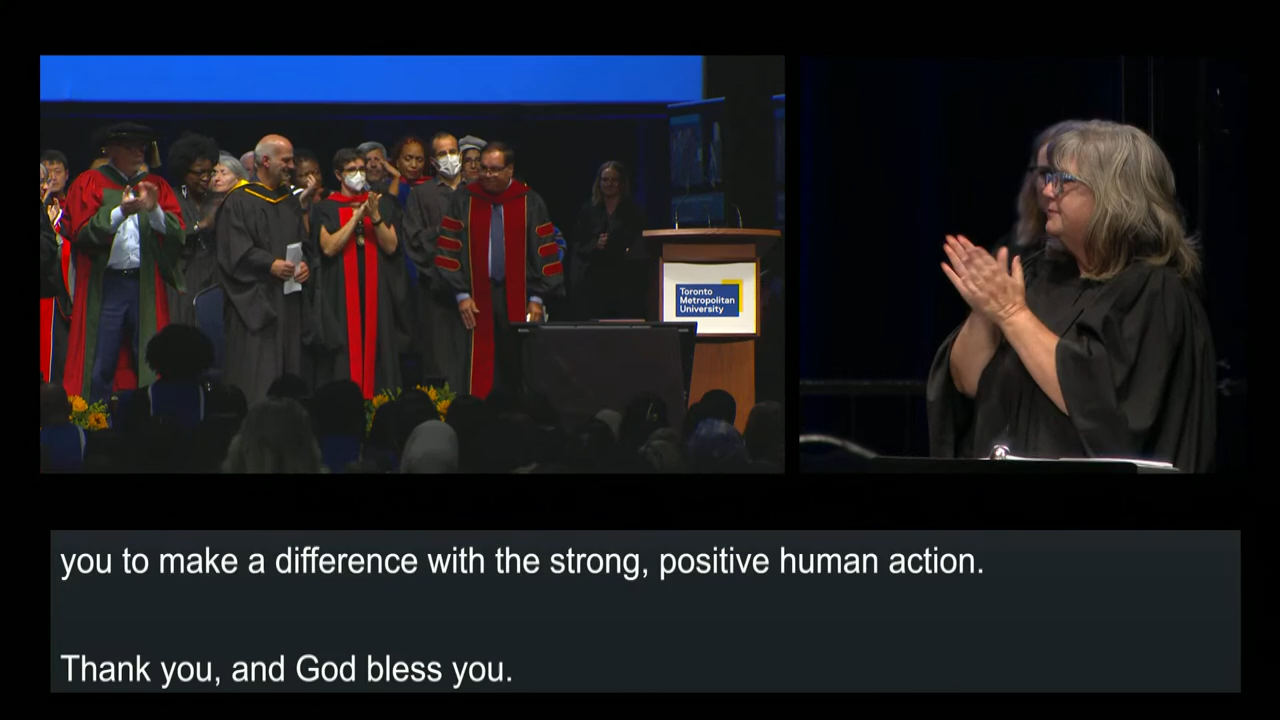 Toronto
Metropolitan
University
you to make a difference with the strong, positive human action.
Thank you, and God bless you.